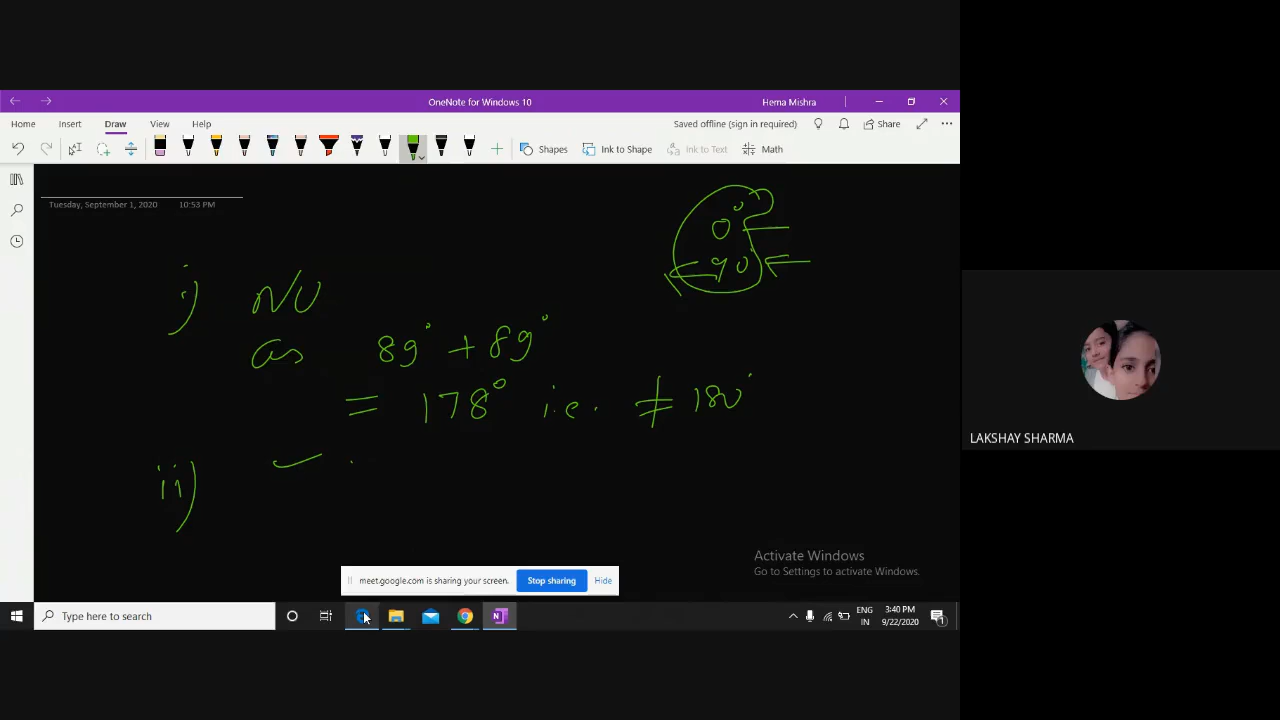 OneNote for Windows 10
Hema Mishra
Home Insert Draw View Help
Saved offline (sign in required)
Share
Shapes Ink to Shape Ink to Text Math
Tuesday, September 1, 2020 10:53 PM
0°
90°
i) NO
as 89° + 89°
= 178° i.e. ≠ 180°
ii)
Activate Windows
Go to Settings to activate Windows.
meet.google.com is sharing your screen. Stop sharing Hide
Type here to search
ENG
IN
3:40 PM
9/22/2020
1
LAKSHAY SHARMA